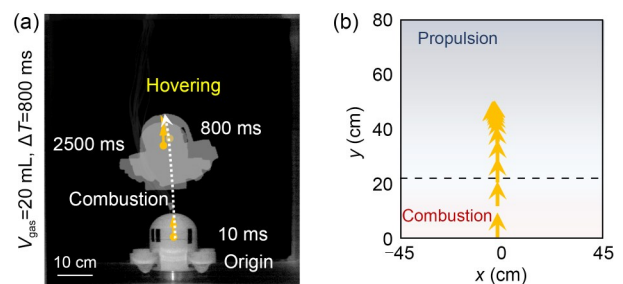 (a)
V_gas=20 mL, ΔT=800 ms
Hovering
800 ms
2500 ms
Combustion
10 ms
Origin
10 cm
(b)
80
60
40
20
0
y (cm)
Propulsion
Combustion
−45
0
45
x (cm)